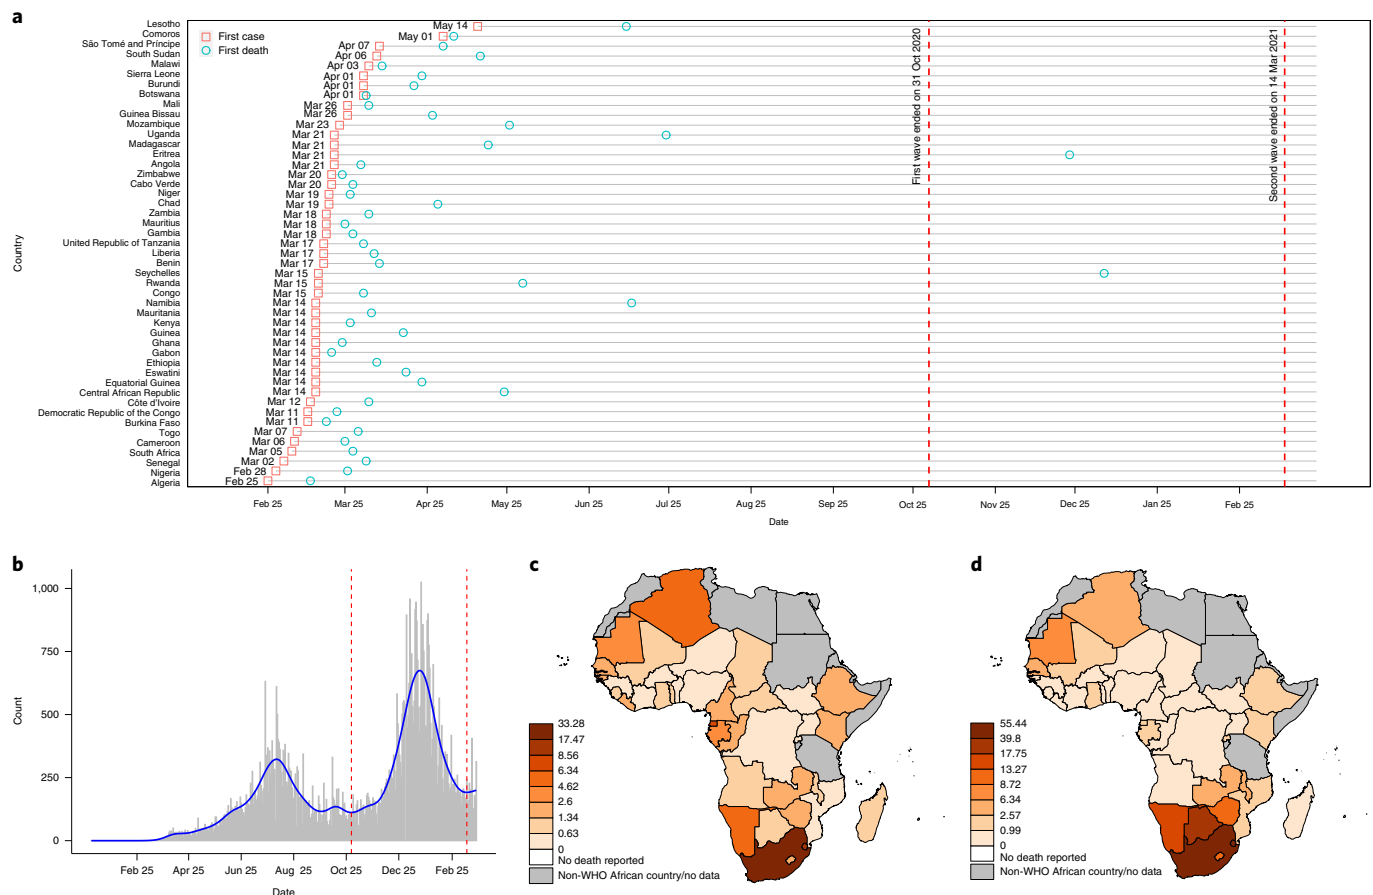 a
Lesotho
Comoros
São Tomé and Príncipe
South Sudan
Malawi
Sierra Leone
Burundi
Botswana
Mali
Guinea Bissau
Mozambique
Uganda
Madagascar
Eritrea
Angola
Zimbabwe
Cabo Verde
Niger
Chad
Zambia
Mauritius
Gambia
United Republic of Tanzania
Liberia
Benin
Seychelles
Rwanda
Congo
Namibia
Mauritania
Kenya
Guinea
Ghana
Gabon
Ethiopia
Eswatini
Equatorial Guinea
Central African Republic
Côte d'Ivoire
Democratic Republic of the Congo
Burkina Faso
Togo
Cameroon
South Africa
Senegal
Nigeria
Algeria
Country
First case
First death
May 14
May 01
Apr 07
Apr 06
Apr 03
Apr 01
Apr 01
Apr 01
Mar 26
Mar 26
Mar 23
Mar 21
Mar 21
Mar 21
Mar 21
Mar 20
Mar 20
Mar 19
Mar 19
Mar 18
Mar 18
Mar 18
Mar 17
Mar 17
Mar 17
Mar 15
Mar 15
Mar 15
Mar 14
Mar 14
Mar 14
Mar 14
Mar 14
Mar 14
Mar 14
Mar 14
Mar 14
Mar 14
Mar 12
Mar 11
Mar 11
Mar 07
Mar 06
Mar 05
Mar 02
Feb 28
Feb 25
First wave ended on 31 Oct 2020
Second wave ended on 14 Mar 2021
Feb 25 Mar 25 Apr 25 May 25 Jun 25 Jul 25 Aug 25 Sep 25 Oct 25 Nov 25 Dec 25 Jan 25 Feb 25
Date
b
1,000
750
500
250
0
Count
Feb 25 Apr 25 Jun 25 Aug 25 Oct 25 Dec 25 Feb 25
Date
c
33.28
17.47
8.56
6.34
4.62
2.6
1.34
0.63
0
No death reported
Non-WHO African country/no data
d
55.44
39.8
17.75
13.27
8.72
6.34
2.57
0.99
0
No death reported
Non-WHO African country/no data